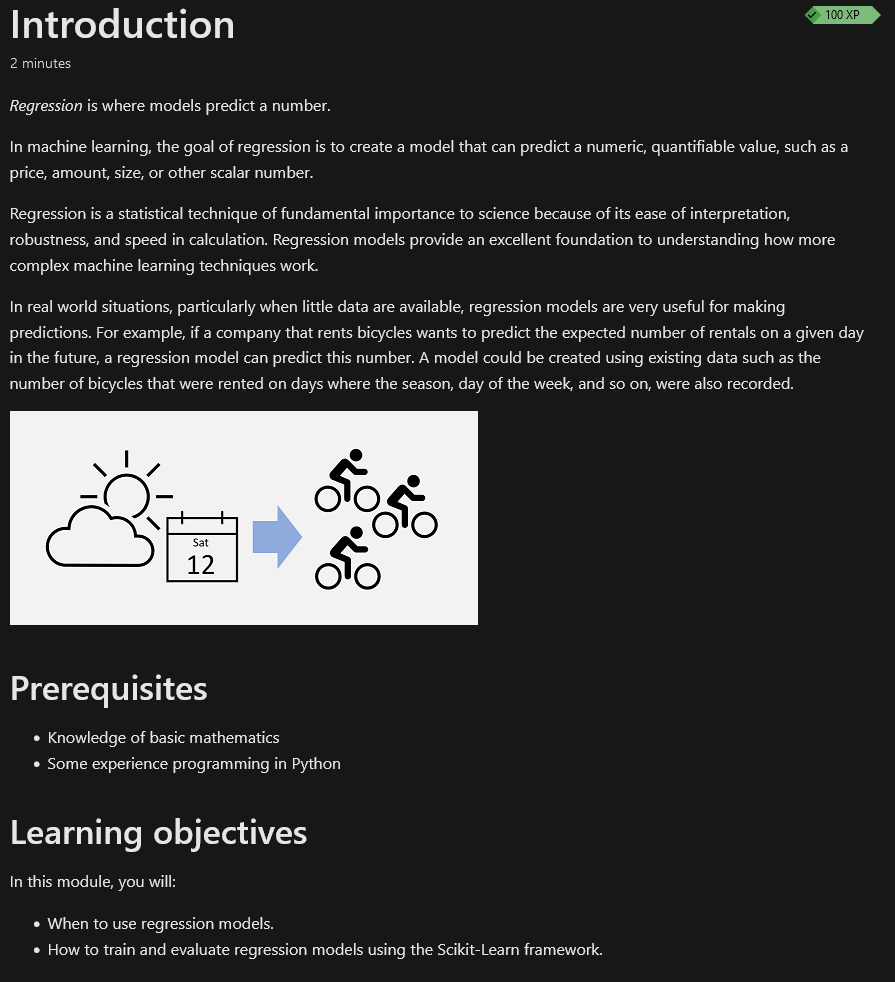 Introduction
100 XP
2 minutes
Regression is where models predict a number.
In machine learning, the goal of regression is to create a model that can predict a numeric, quantifiable value, such as a
price, amount, size, or other scalar number.
Regression is a statistical technique of fundamental importance to science because of its ease of interpretation,
robustness, and speed in calculation. Regression models provide an excellent foundation to understanding how more
complex machine learning techniques work.
In real world situations, particularly when little data are available, regression models are very useful for making
predictions. For example, if a company that rents bicycles wants to predict the expected number of rentals on a given day
in the future, a regression model can predict this number. A model could be created using existing data such as the
number of bicycles that were rented on days where the season, day of the week, and so on, were also recorded.
Sat
12
Prerequisites
• Knowledge of basic mathematics
• Some experience programming in Python
Learning objectives
In this module, you will:
• When to use regression models.
• How to train and evaluate regression models using the Scikit-Learn framework.